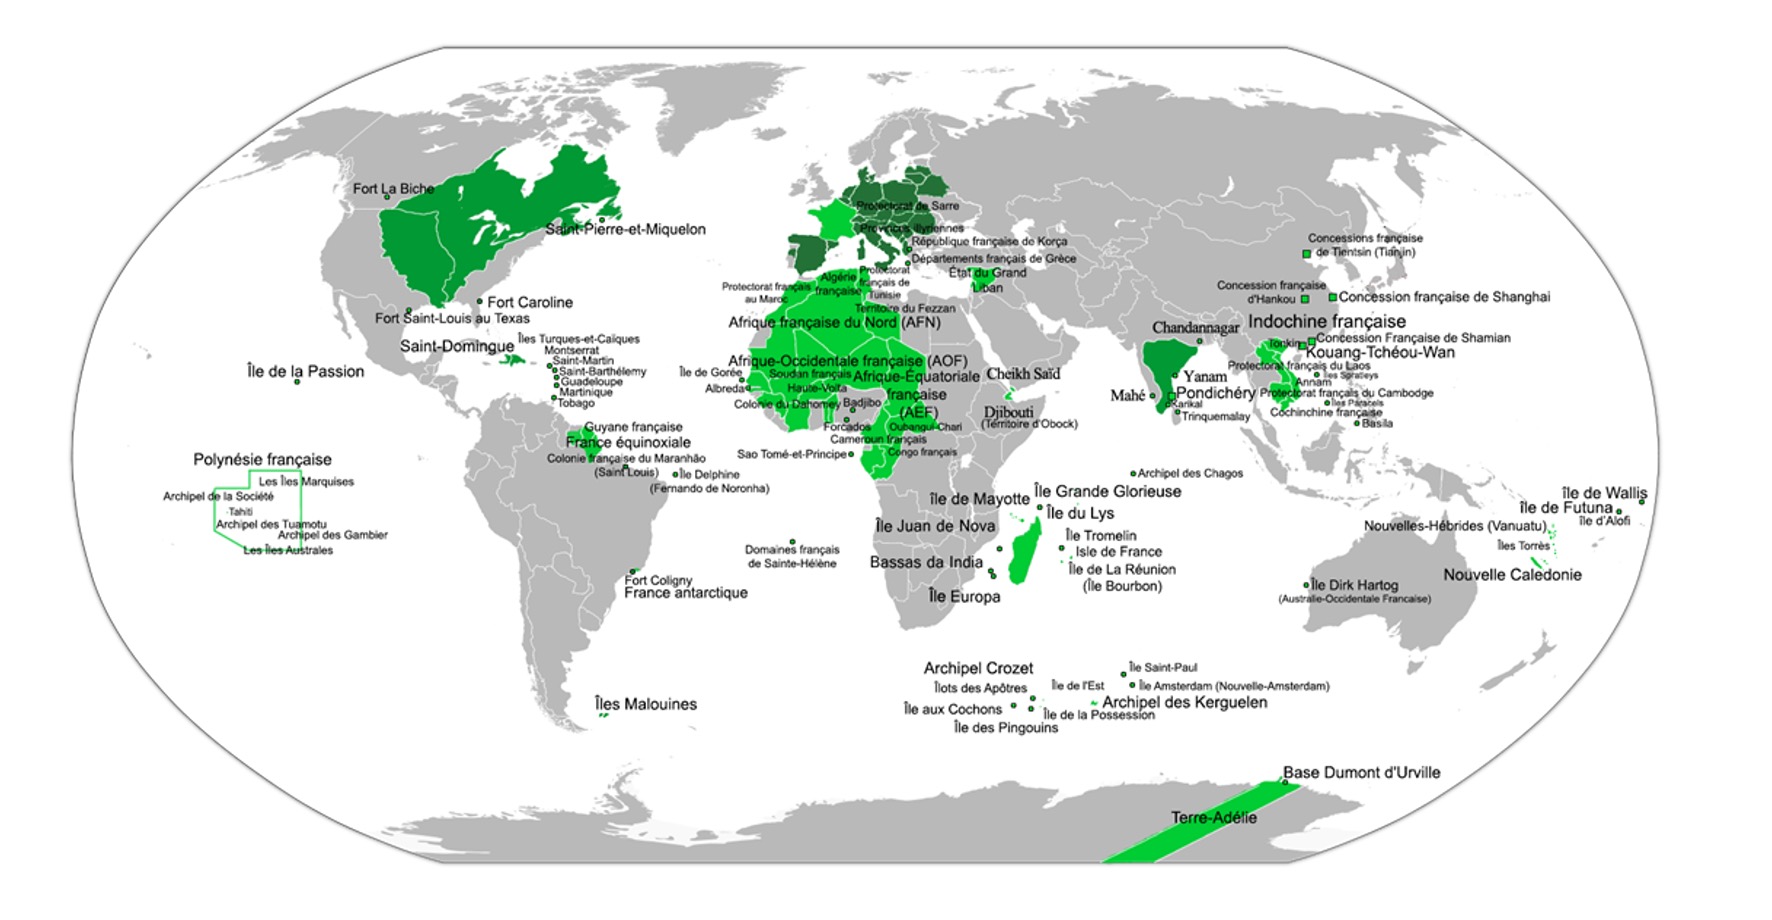 Fort La Biche
Saint-Pierre-et-Miquelon
Fort Caroline
Fort Saint-Louis au Texas
Saint-Domingue
Îles Turques-et-Caïques
Montserrat
Saint-Martin
Saint-Barthélemy
Guadeloupe
Martinique
Tobago
Île de la Passion
Guyane française
France équinoxiale
Colonie française du Maranhão
(Saint Louis)
Île Delphine
(Fernando de Noronha)
Polynésie française
Les Îles Marquises
Archipel de la Société
Tahiti
Archipel des Tuamotu
Archipel des Gambier
Les Îles Australes
Fort Coligny
France antarctique
Îles Malouines
Protectorat de Sarre
Provinces illyriennes
République française de Korça
Départements français de Grèce
État du Grand
Liban
Protectorat français
au Maroc
Algérie
française
Protectorat
français de
Tunisie
Territoire du Fezzan
Afrique française du Nord (AFN)
Afrique-Occidentale française (AOF)
Île de Gorée
Soudan français
Afrique-Équatoriale
française
(AEF)
Albreda
Haute-Volta
Colonie du Dahomey
Badjibo
Forcados
Oubangui-Chari
Cameroun français
Congo français
Sao Tomé-et-Principe
Cheikh Saïd
Djibouti
(Territoire d'Obock)
Domaines français
de Sainte-Hélène
Île de Mayotte
Île Grande Glorieuse
Île du Lys
Île Juan de Nova
Île Tromelin
Isle de France
Bassas da India
Île de La Réunion
(Île Bourbon)
Île Europa
Archipel des Chagos
Chandannagar
Yanam
Mahé
Pondichéry
Karikal
Trinquemalay
Concessions française
de Tientsin (Tianjin)
Concession française
d'Hankou
Concession française de Shanghai
Indochine française
Concession Française de Shamian
Tonkin
Kouang-Tchéou-Wan
Protectorat français du Laos
Îles Spratleys
Annam
Protectorat français du Cambodge
Îles Paracels
Cochinchine française
Basila
Île de Wallis
Île de Futuna
Île d'Alofi
Nouvelles-Hébrides (Vanuatu)
Îles Torrès
Nouvelle Caledonie
Île Dirk Hartog
(Australie-Occidentale Francaise)
Archipel Crozet
Îlots des Apôtres
Île de l'Est
Île aux Cochons
Île de la Possession
Île des Pingouins
Île Saint-Paul
Île Amsterdam (Nouvelle-Amsterdam)
Archipel des Kerguelen
Base Dumont d'Urville
Terre-Adélie